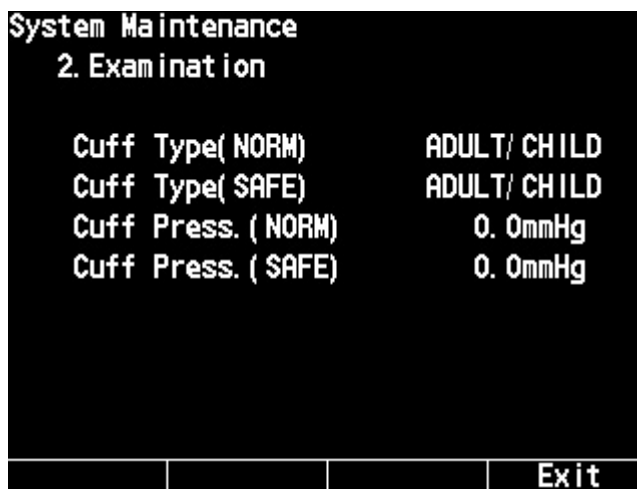 System Maintenance
2. Examination
Cuff Type(NORM) ADULT/CHILD
Cuff Type(SAFE) ADULT/CHILD
Cuff Press.(NORM) 0.0mmHg
Cuff Press.(SAFE) 0.0mmHg
Exit